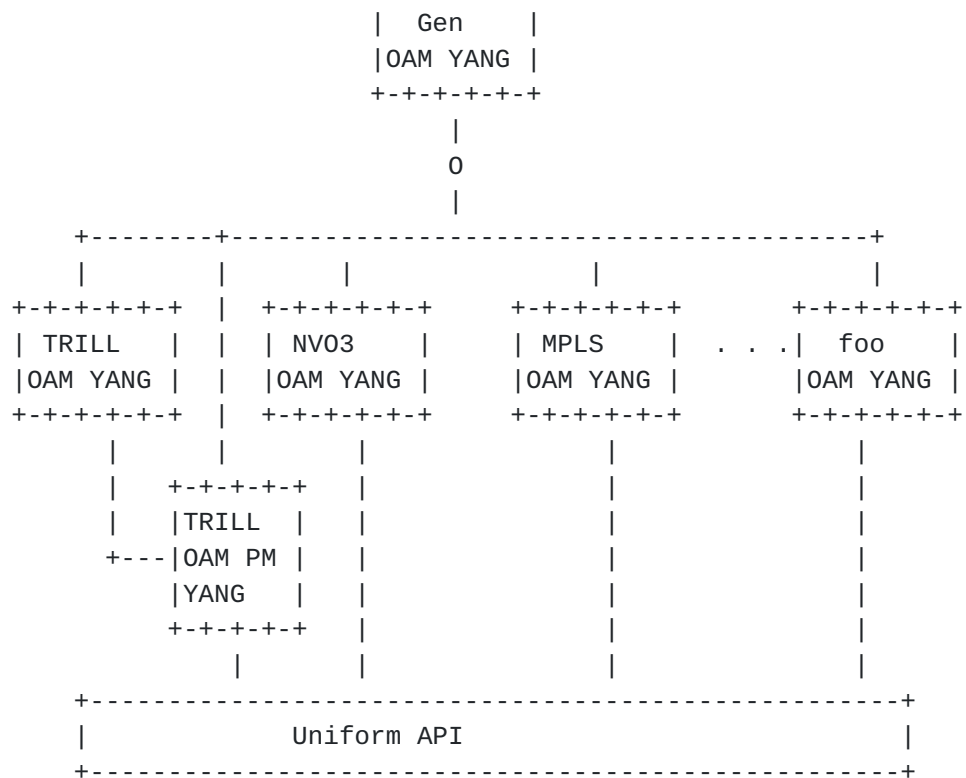 |  Gen    |
|OAM YANG |
+-+-+-+-+-+
|
O
|
+--------+-----------------------------------------+
|        |       |               |                 |
+-+-+-+-+-+  |  +-+-+-+-+-+     +-+-+-+-+-+       +-+-+-+-+-+
| TRILL   |  |  | NVO3    |     | MPLS    |  . . .|  foo    |
|OAM YANG |  |  |OAM YANG |     |OAM YANG |       |OAM YANG |
+-+-+-+-+-+  |  +-+-+-+-+-+     +-+-+-+-+-+       +-+-+-+-+-+
|      |        |               |               |
|   +-+-+-+-+   |               |               |
|   |TRILL  |   |               |               |
+---|OAM PM |   |               |               |
|YANG   |   |               |               |
+-+-+-+-+   |               |               |
|       |               |               |
+----------------------------------------------------+
|             Uniform API                            |
+----------------------------------------------------+